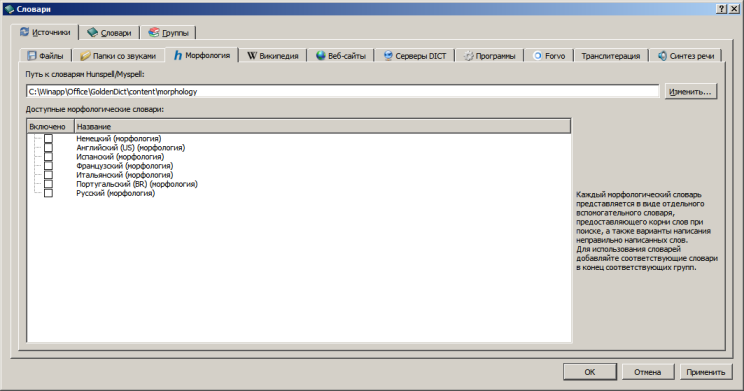 Словари
Источники Словари Группы
Файлы Папки со звуками Морфология Википедия Веб-сайты Серверы DICT Программы Forvo Транслитерация Синтез речи
Путь к словарям Hunspell/Myspell:
C:\Winapp\Office\GoldenDict\content\morphology Изменить...
Доступные морфологические словари:
Включено Название
Немецкий (морфология)
Английский (US) (морфология)
Испанский (морфология)
Французский (морфология)
Итальянский (морфология)
Португальский (BR) (морфология)
Русский (морфология)
Каждый морфологический словарь
представляется в виде отдельного
вспомогательного словаря,
предоставляющего корни слов при
поиске, а также варианты написания
неправильно написанных слов.
Для использования словарей
добавляйте соответствующие словари
в конец соответствующих групп.
OK Отмена Применить